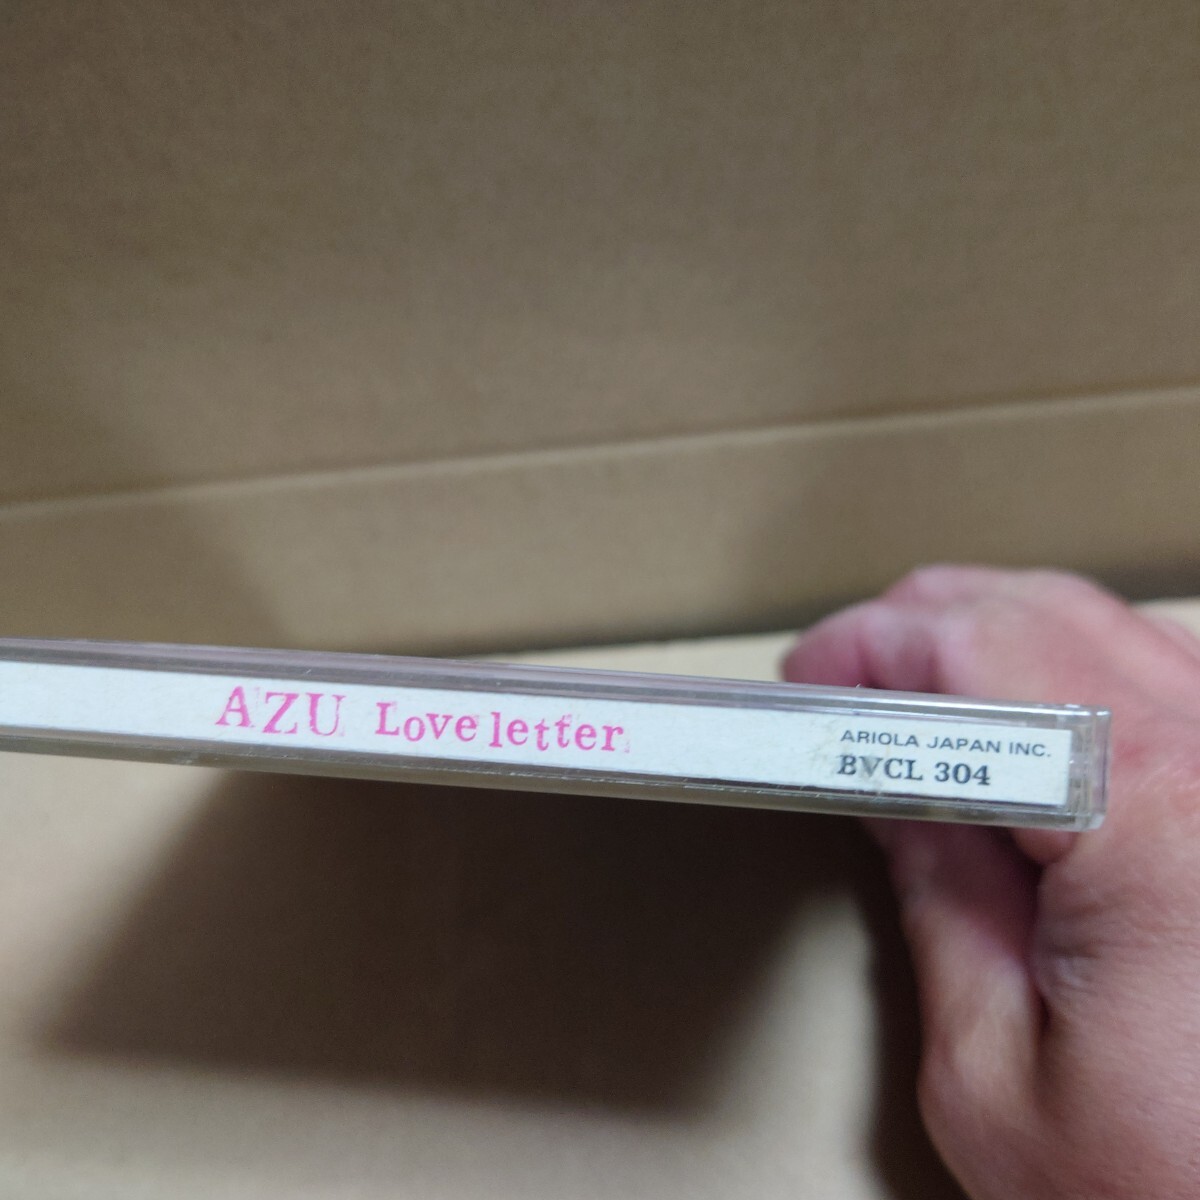 AZU Love letter
ARIOLA JAPAN INC.
BVCL 304